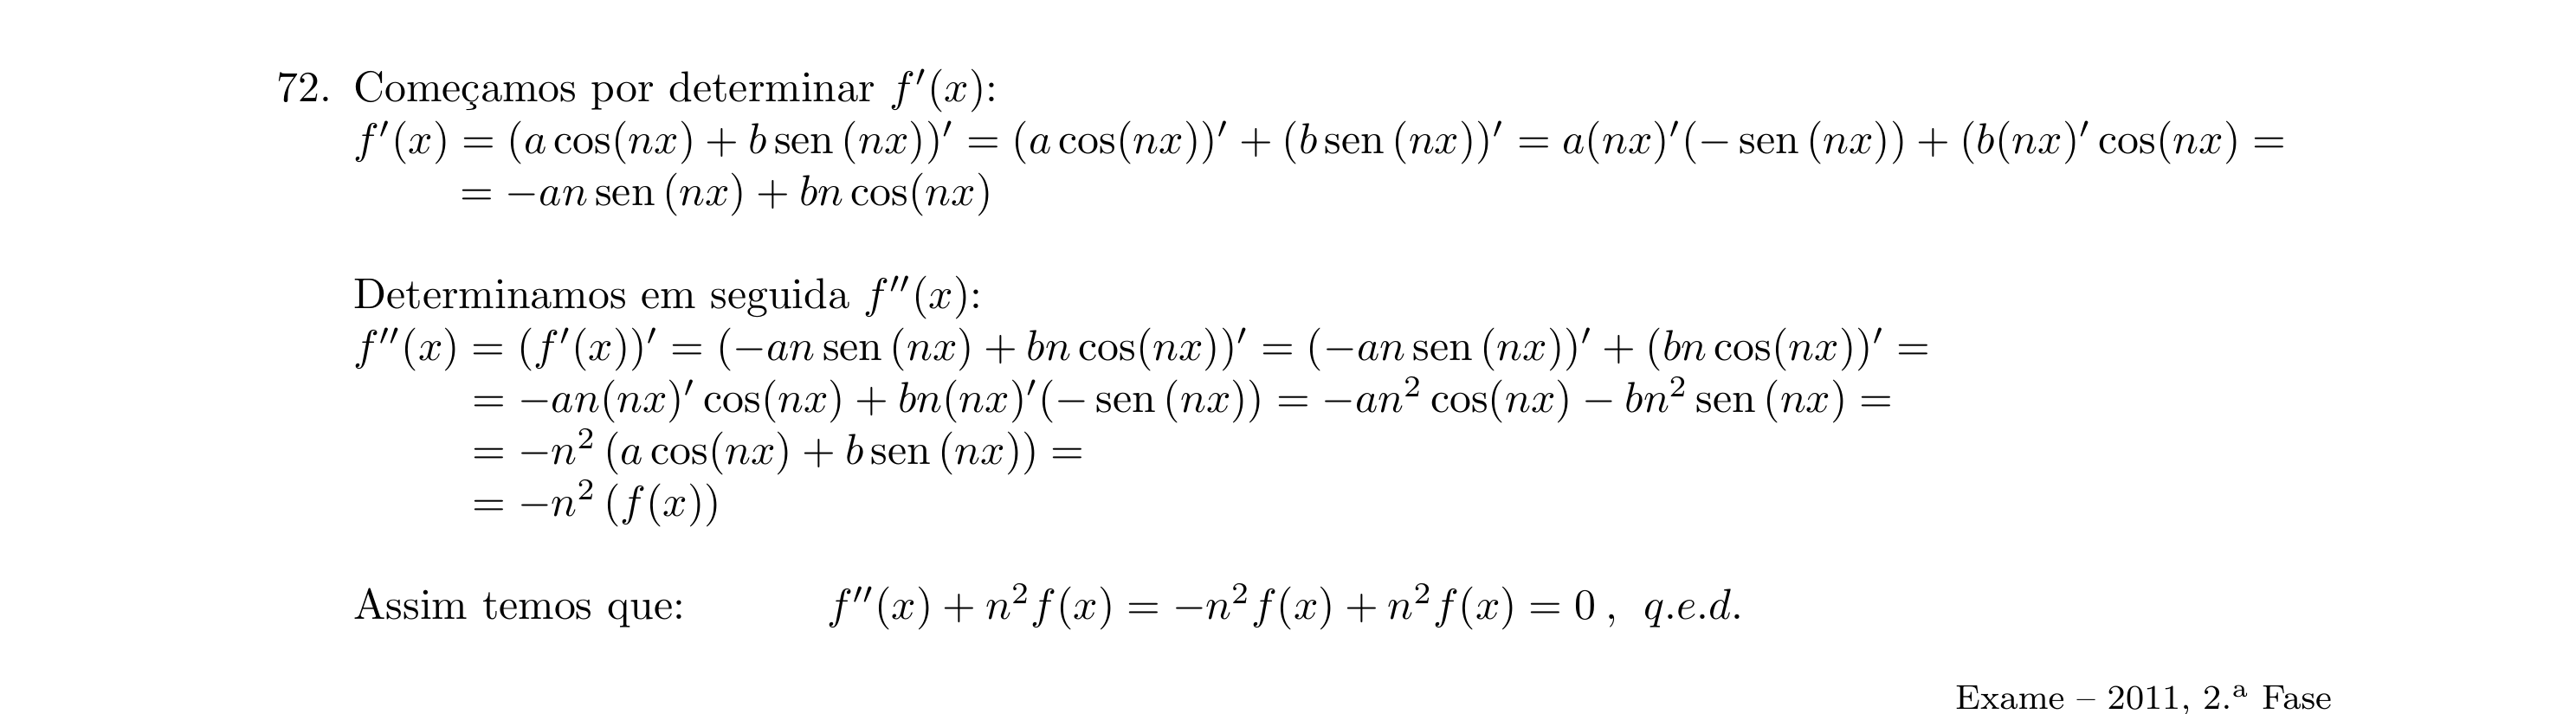 72. Começamos por determinar f′(x):
f′(x) = (a cos(nx) + b sen (nx))′ = (a cos(nx))′ + (b sen (nx))′ = a(nx)′(− sen (nx)) + (b(nx)′ cos(nx) =
= −an sen (nx) + bn cos(nx)
Determinamos em seguida f′′(x):
f′′(x) = (f′(x))′ = (−an sen (nx) + bn cos(nx))′ = (−an sen (nx))′ + (bn cos(nx))′ =
= −an(nx)′ cos(nx) + bn(nx)′(− sen (nx)) = −an² cos(nx) − bn² sen (nx) =
= −n² (a cos(nx) + b sen (nx)) =
= −n² (f(x))
Assim temos que: f′′(x) + n²f(x) = −n²f(x) + n²f(x) = 0 , q.e.d.
Exame – 2011, 2.ª Fase